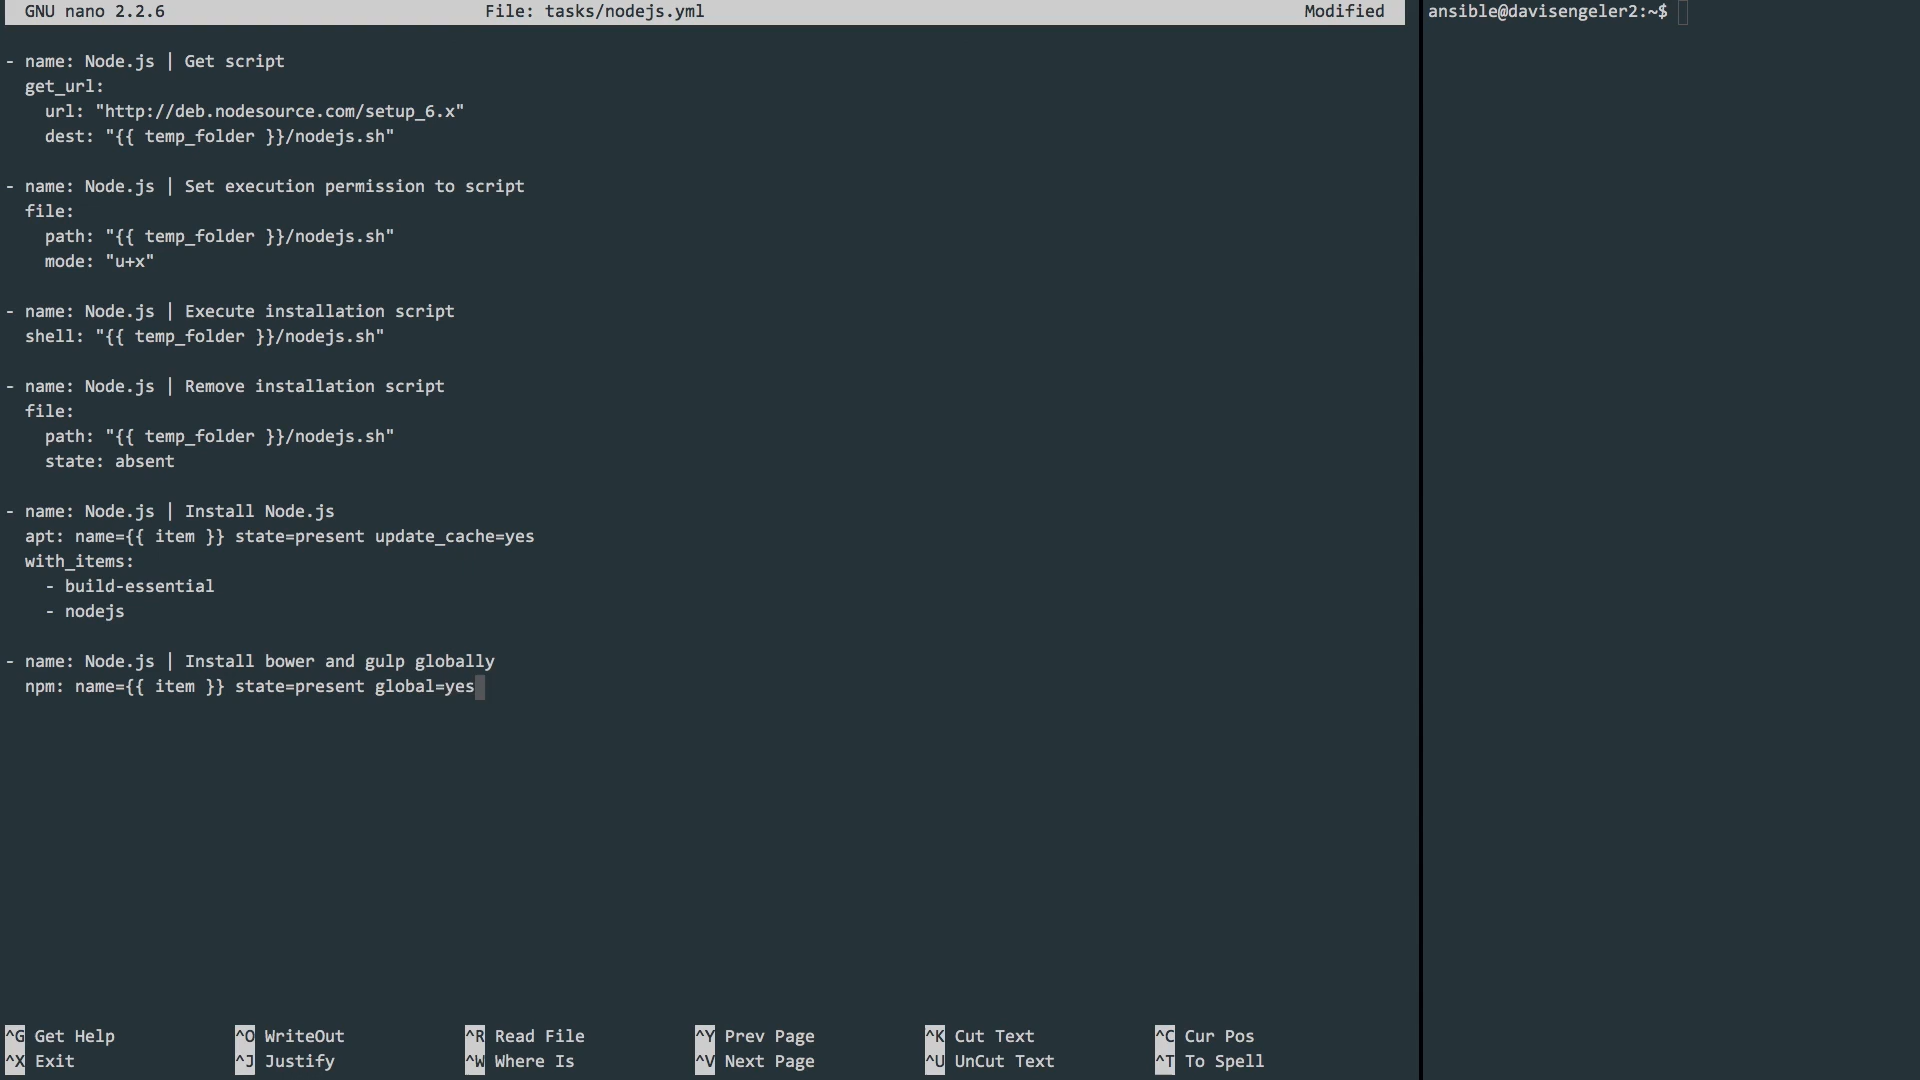 GNU nano 2.2.6 File: tasks/nodejs.yml Modified
- name: Node.js | Get script
  get_url:
    url: "http://deb.nodesource.com/setup_6.x"
    dest: "{{ temp_folder }}/nodejs.sh"
- name: Node.js | Set execution permission to script
  file:
    path: "{{ temp_folder }}/nodejs.sh"
    mode: "u+x"
- name: Node.js | Execute installation script
  shell: "{{ temp_folder }}/nodejs.sh"
- name: Node.js | Remove installation script
  file:
    path: "{{ temp_folder }}/nodejs.sh"
    state: absent
- name: Node.js | Install Node.js
  apt: name={{ item }} state=present update_cache=yes
  with_items:
    - build-essential
    - nodejs
- name: Node.js | Install bower and gulp globally
  npm: name={{ item }} state=present global=yes
^G Get Help ^O WriteOut ^R Read File ^Y Prev Page ^K Cut Text ^C Cur Pos
^X Exit ^J Justify ^W Where Is ^V Next Page ^U UnCut Text ^T To Spell
ansible@davisengeler2:~$